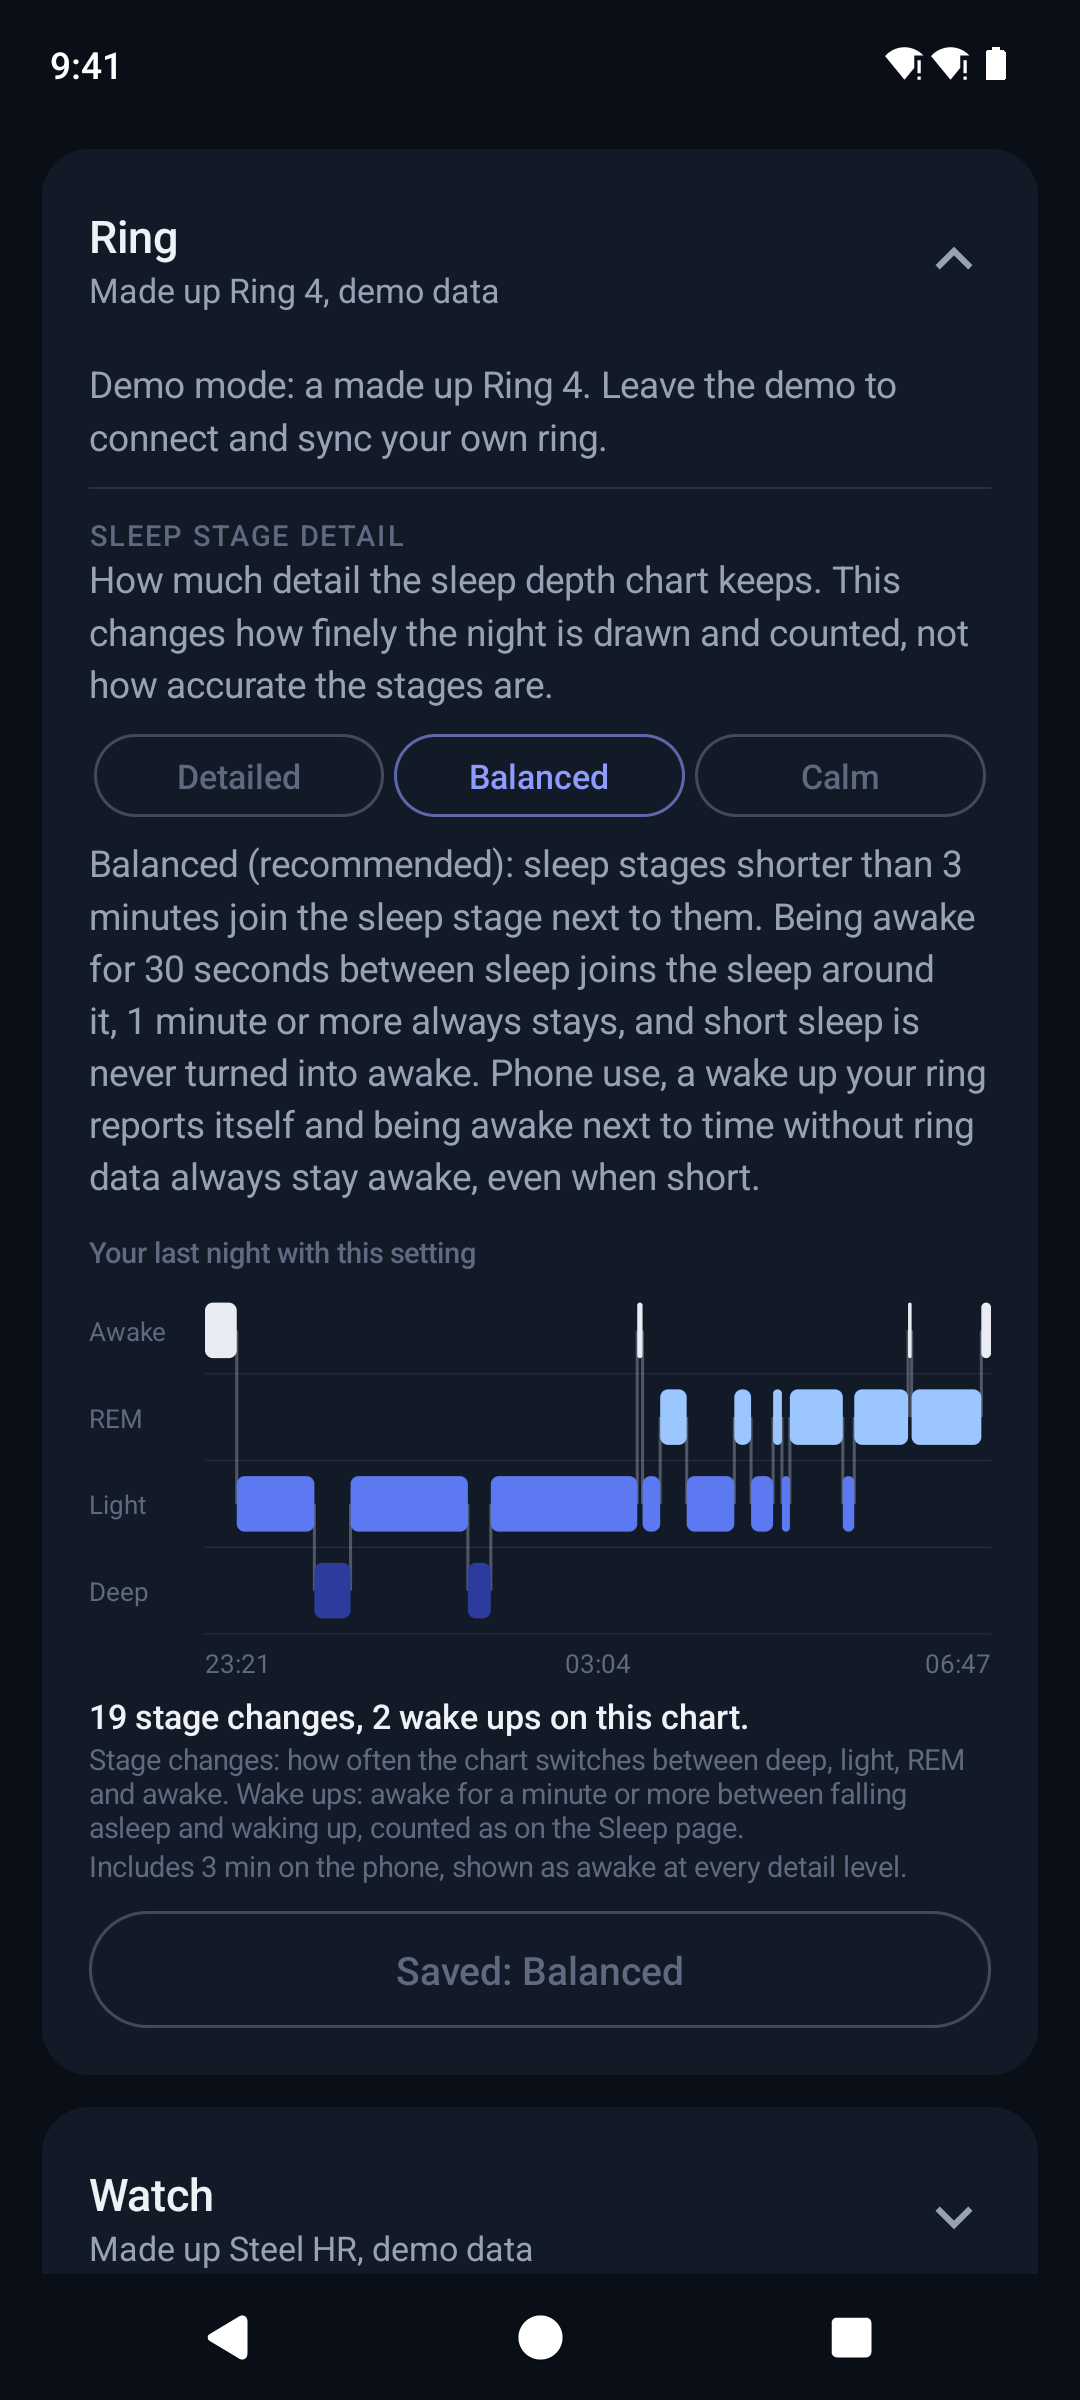 9:41
Ring
Made up Ring 4, demo data
Demo mode: a made up Ring 4. Leave the demo to
connect and sync your own ring.
SLEEP STAGE DETAIL
How much detail the sleep depth chart keeps. This
changes how finely the night is drawn and counted, not
how accurate the stages are.
Detailed
Balanced
Calm
Balanced (recommended): sleep stages shorter than 3
minutes join the sleep stage next to them. Being awake
for 30 seconds between sleep joins the sleep around
it, 1 minute or more always stays, and short sleep is
never turned into awake. Phone use, a wake up your ring
reports itself and being awake next to time without ring
data always stay awake, even when short.
Your last night with this setting
Awake
REM
Light
Deep
23:21
03:04
06:47
19 stage changes, 2 wake ups on this chart.
Stage changes: how often the chart switches between deep, light, REM
and awake. Wake ups: awake for a minute or more between falling
asleep and waking up, counted as on the Sleep page.
Includes 3 min on the phone, shown as awake at every detail level.
Saved: Balanced
Watch
Made up Steel HR, demo data